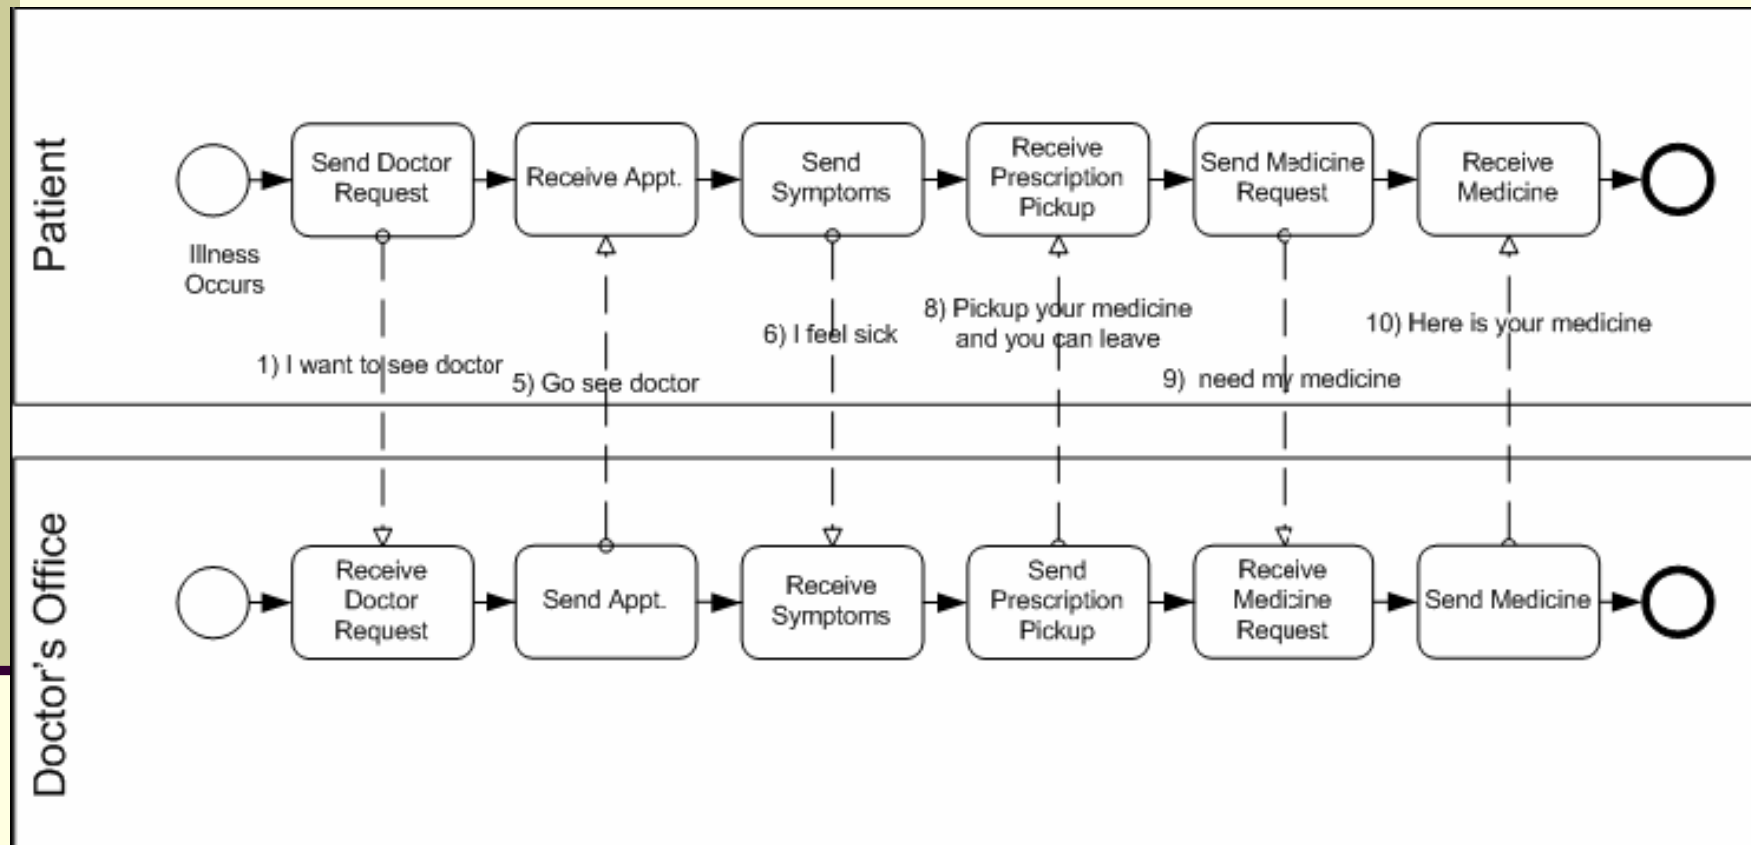 Patient
Send Doctor
Request
Receive Appt.
Send
Symptoms
Receive
Prescription
Pickup
Send Medicine
Request
Receive
Medicine
Illness
Occurs
1) I want to see doctor
5) Go see doctor
6) I feel sick
8) Pickup your medicine
and you can leave
9) need my medicine
10) Here is your medicine
Doctor's Office
Receive
Doctor
Request
Send Appt.
Receive
Symptoms
Send
Prescription
Pickup
Receive
Medicine
Request
Send Medicine